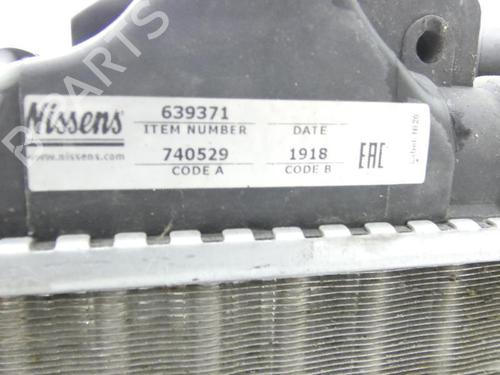 B-PARTS
Nissens
www.nissens.com
639371
ITEM NUMBER DATE
740529 1918
CODE A CODE B
EAC